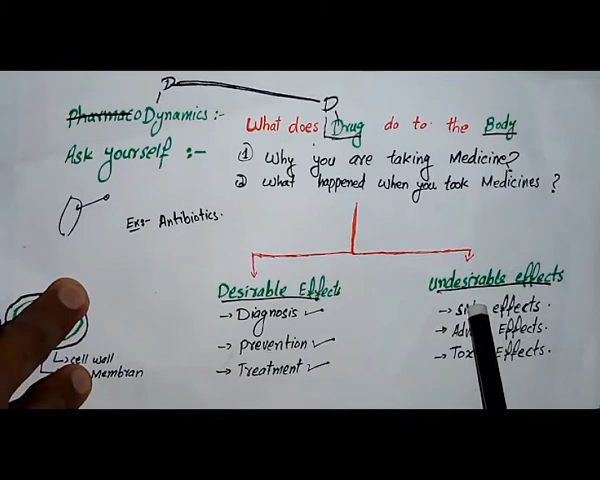 D D
PharmacoDynamics :-
What does Drug do to the Body
Ask yourself :-
① Why you are taking Medicine?
② What happened when you took Medicines ?
Ex:- Antibiotics.
Desirable Effects
→ Diagnosis ✓
→ Prevention ✓
→ Treatment ✓
Undesirable effects
→ effects.
→ Effects.
→ Effects.
cell wall
Membran